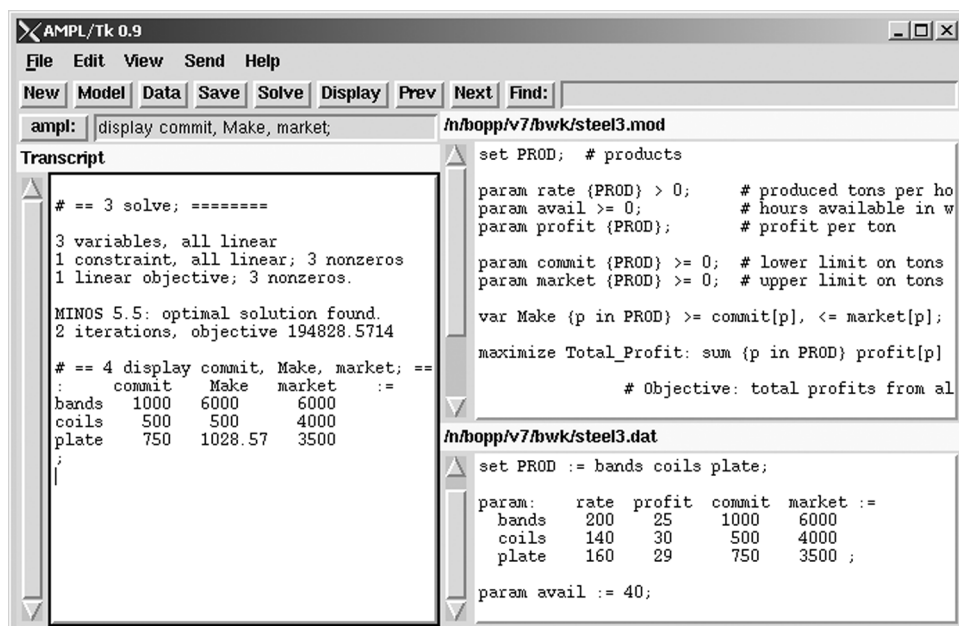 AMPL/Tk 0.9
File Edit View Send Help
New Model Data Save Solve Display Prev Next Find:
ampl: display commit, Make, market;
Transcript
# == 3 solve; ========
3 variables, all linear
1 constraint, all linear; 3 nonzeros
1 linear objective; 3 nonzeros.
MINOS 5.5: optimal solution found.
2 iterations, objective 194828.5714
# == 4 display commit, Make, market; ==
: commit Make market :=
bands 1000 6000 6000
coils 500 500 4000
plate 750 1028.57 3500
;
/n/bopp/v7/bwk/steel3.mod
set PROD; # products
param rate {PROD} > 0; # produced tons per ho
param avail >= 0; # hours available in w
param profit {PROD}; # profit per ton
param commit {PROD} >= 0; # lower limit on tons
param market {PROD} >= 0; # upper limit on tons
var Make {p in PROD} >= commit[p], <= market[p];
maximize Total_Profit: sum {p in PROD} profit[p]
# Objective: total profits from al
/n/bopp/v7/bwk/steel3.dat
set PROD := bands coils plate;
param: rate profit commit market :=
bands 200 25 1000 6000
coils 140 30 500 4000
plate 160 29 750 3500 ;
param avail := 40;